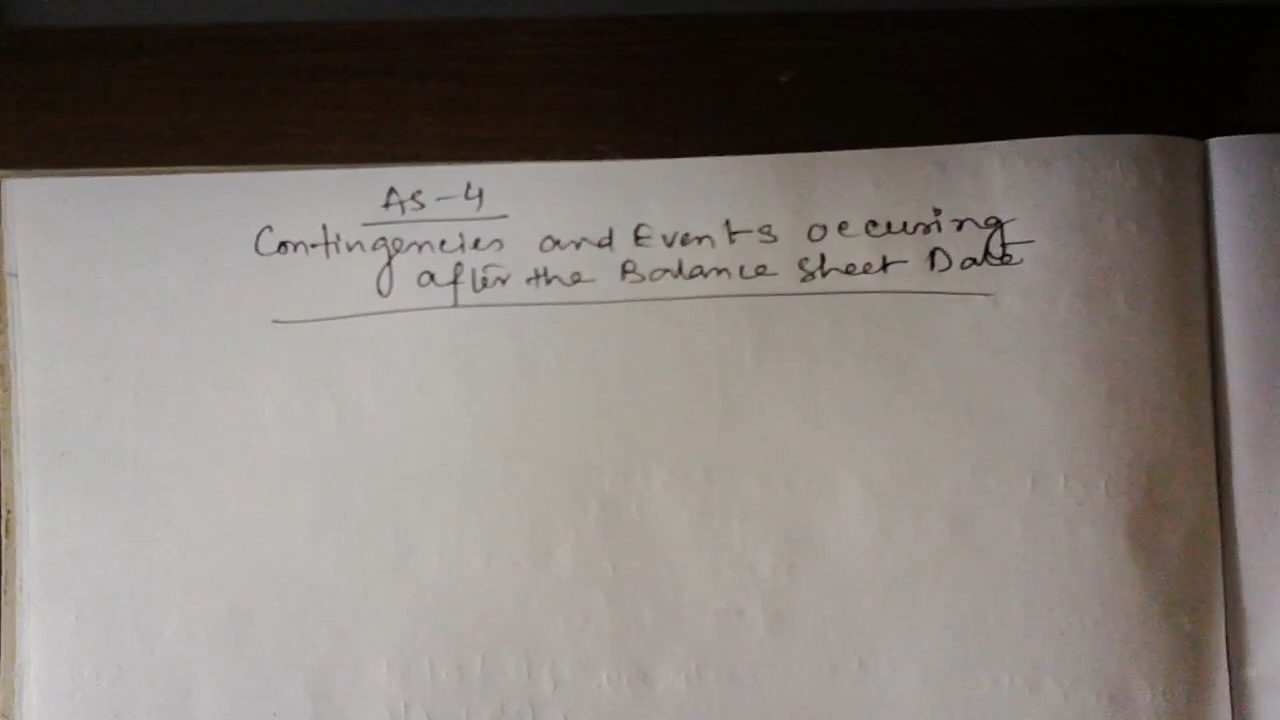 AS-4
Contingencies and Events occuring
after the Balance Sheet Date